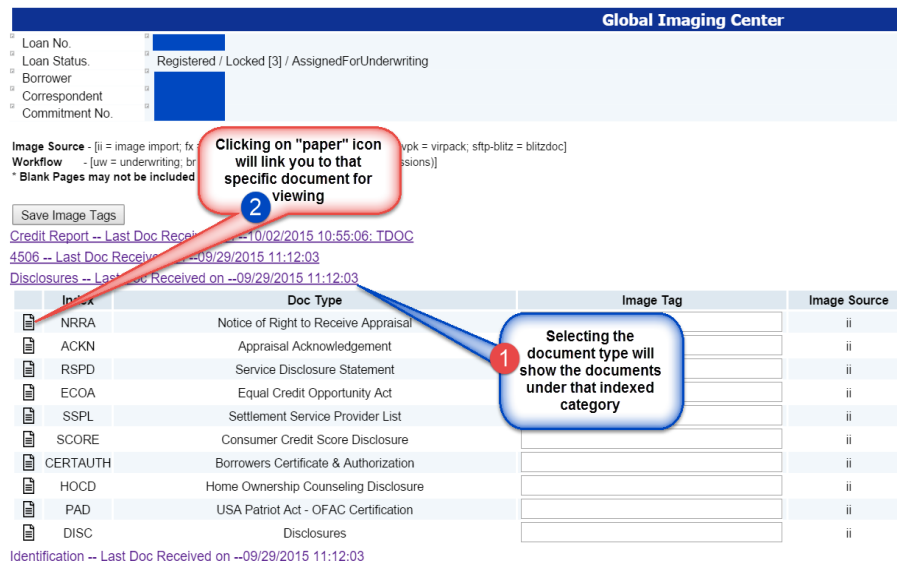 Global Imaging Center
Loan No.
Loan Status. Registered / Locked [3] / AssignedForUnderwriting
Borrower
Correspondent
Commitment No.
Image Source - [ii = image import; fx vpk = virpack; sftp-blitz = blitzdoc]
Workflow - [uw = underwriting; br ssions)]
* Blank Pages may not be included
Clicking on "paper" icon
will link you to that
specific document for
viewing
2
Save Image Tags
Credit Report -- Last Doc Recei --10/02/2015 10:55:06: TDOC
4506 -- Last Doc Received --09/29/2015 11:12:03
Disclosures -- Last Doc Received on --09/29/2015 11:12:03
Index Doc Type Image Tag Image Source
NRRA Notice of Right to Receive Appraisal ii
ACKN Appraisal Acknowledgement ii
RSPD Service Disclosure Statement ii
ECOA Equal Credit Opportunity Act ii
SSPL Settlement Service Provider List ii
SCORE Consumer Credit Score Disclosure ii
CERTAUTH Borrowers Certificate & Authorization ii
HOCD Home Ownership Counseling Disclosure ii
PAD USA Patriot Act - OFAC Certification ii
DISC Disclosures ii
1
Selecting the
document type will
show the documents
under that indexed
category
Identification -- Last Doc Received on --09/29/2015 11:12:03